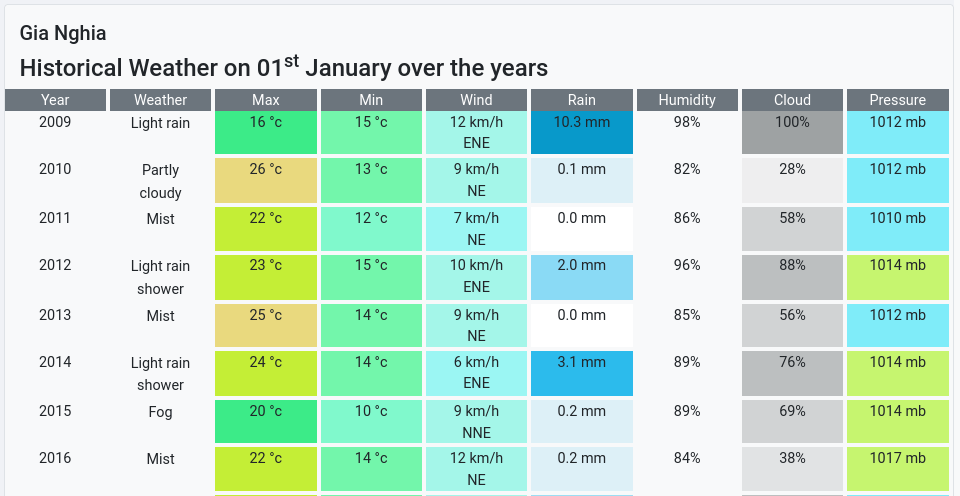 Gia Nghia
Historical Weather on 01st January over the years
Year Weather Max Min Wind Rain Humidity Cloud Pressure
2009 Light rain 16 °c 15 °c 12 km/h 10.3 mm 98% 100% 1012 mb
ENE
2010 Partly 26 °c 13 °c 9 km/h 0.1 mm 82% 28% 1012 mb
cloudy NE
2011 Mist 22 °c 12 °c 7 km/h 0.0 mm 86% 58% 1010 mb
NE
2012 Light rain 23 °c 15 °c 10 km/h 2.0 mm 96% 88% 1014 mb
shower ENE
2013 Mist 25 °c 14 °c 9 km/h 0.0 mm 85% 56% 1012 mb
NE
2014 Light rain 24 °c 14 °c 6 km/h 3.1 mm 89% 76% 1014 mb
shower ENE
2015 Fog 20 °c 10 °c 9 km/h 0.2 mm 89% 69% 1014 mb
NNE
2016 Mist 22 °c 14 °c 12 km/h 0.2 mm 84% 38% 1017 mb
NE